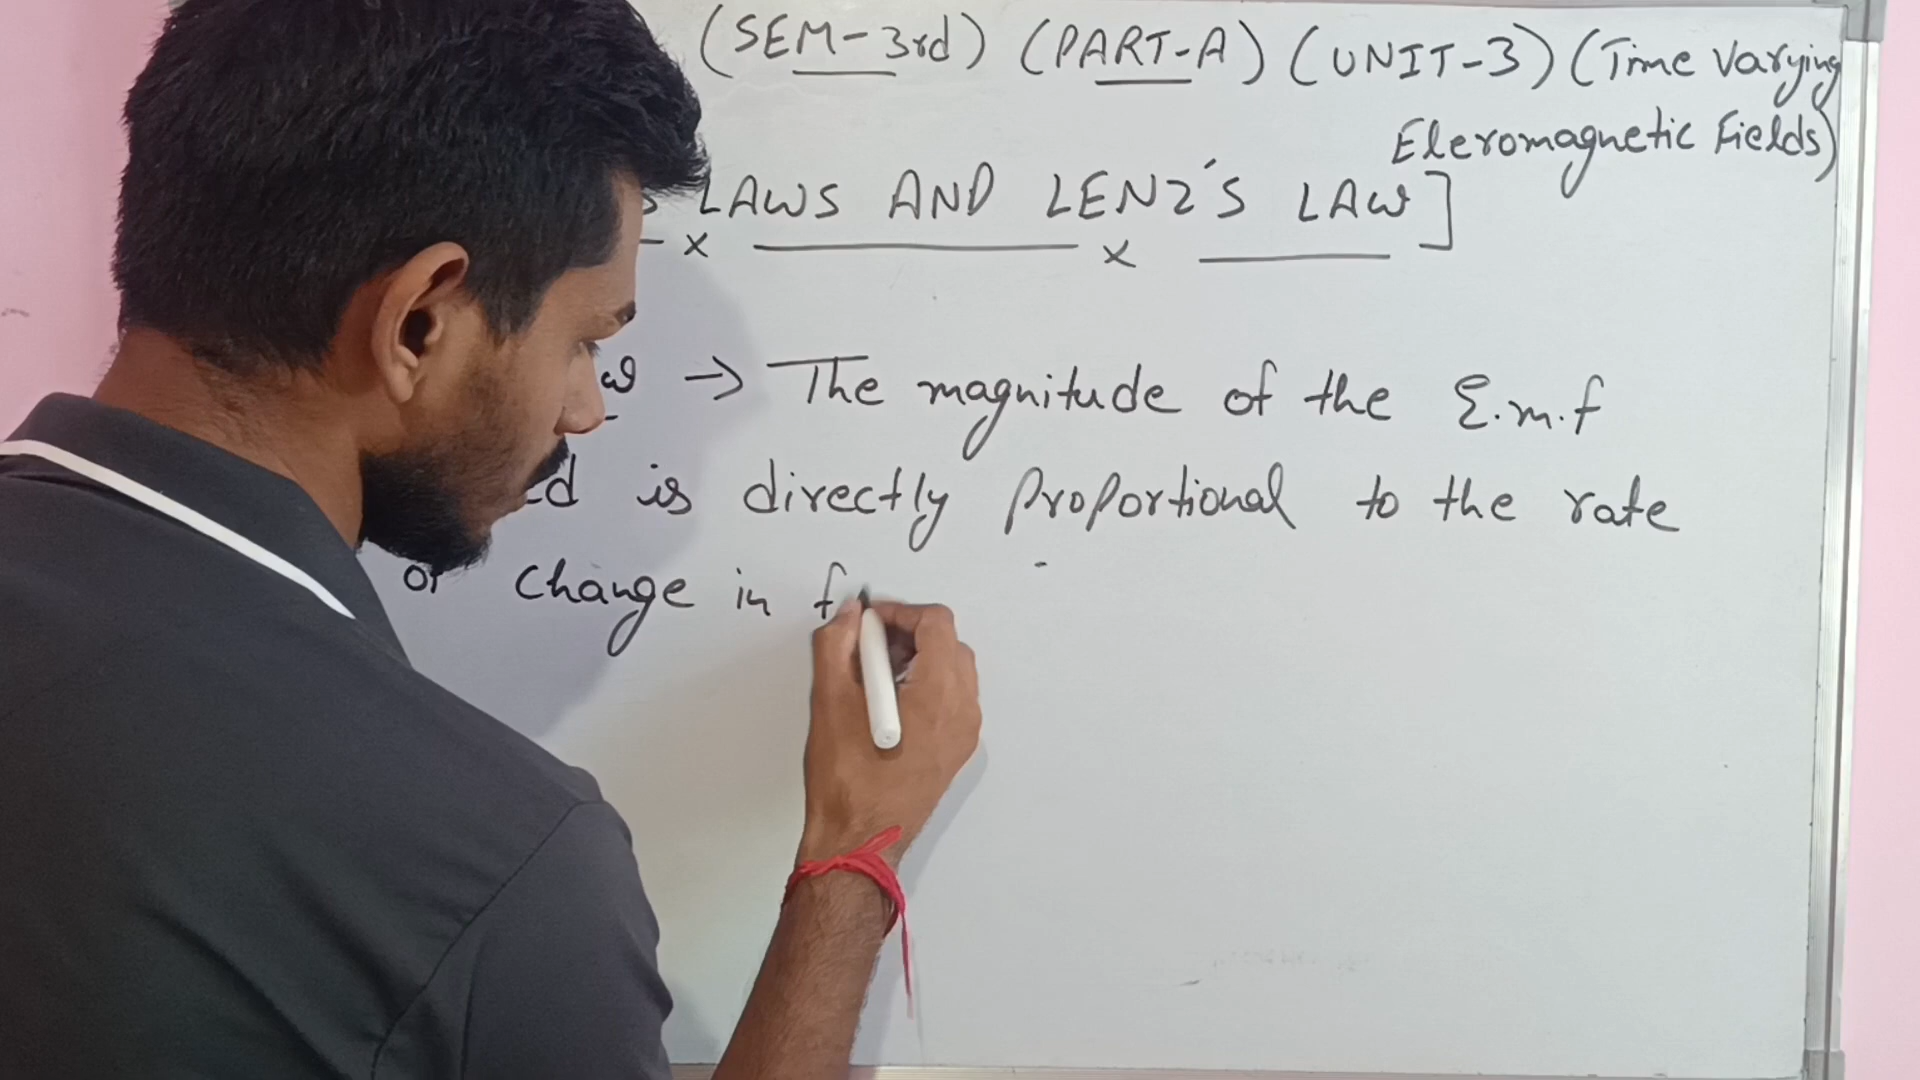 (SEM-3rd) (PART-A) (UNIT-3) (Time Varying
Eleromagnetic Fields)
LAWS AND LENZ'S LAW]
→ The magnitude of the E.m.f
is directly proportional to the rate
of change in